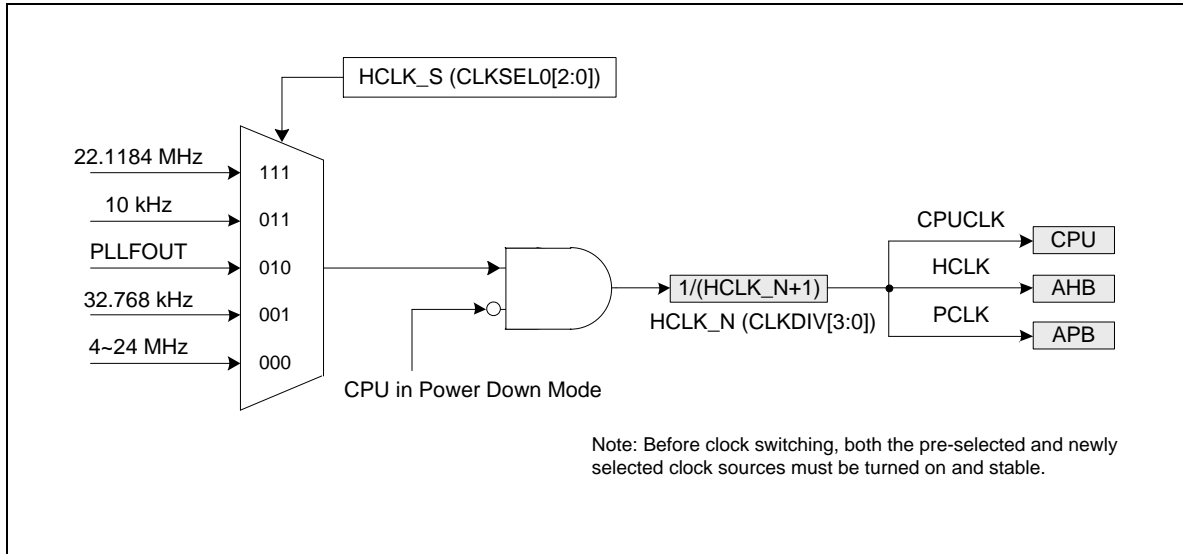 HCLK_S (CLKSEL0[2:0])
22.1184 MHz
111
10 kHz
011
PLLFOUT
010
32.768 kHz
001
4~24 MHz
000
CPU in Power Down Mode
1/(HCLK_N+1)
HCLK_N (CLKDIV[3:0])
CPUCLK
CPU
HCLK
AHB
PCLK
APB
Note: Before clock switching, both the pre-selected and newly
selected clock sources must be turned on and stable.